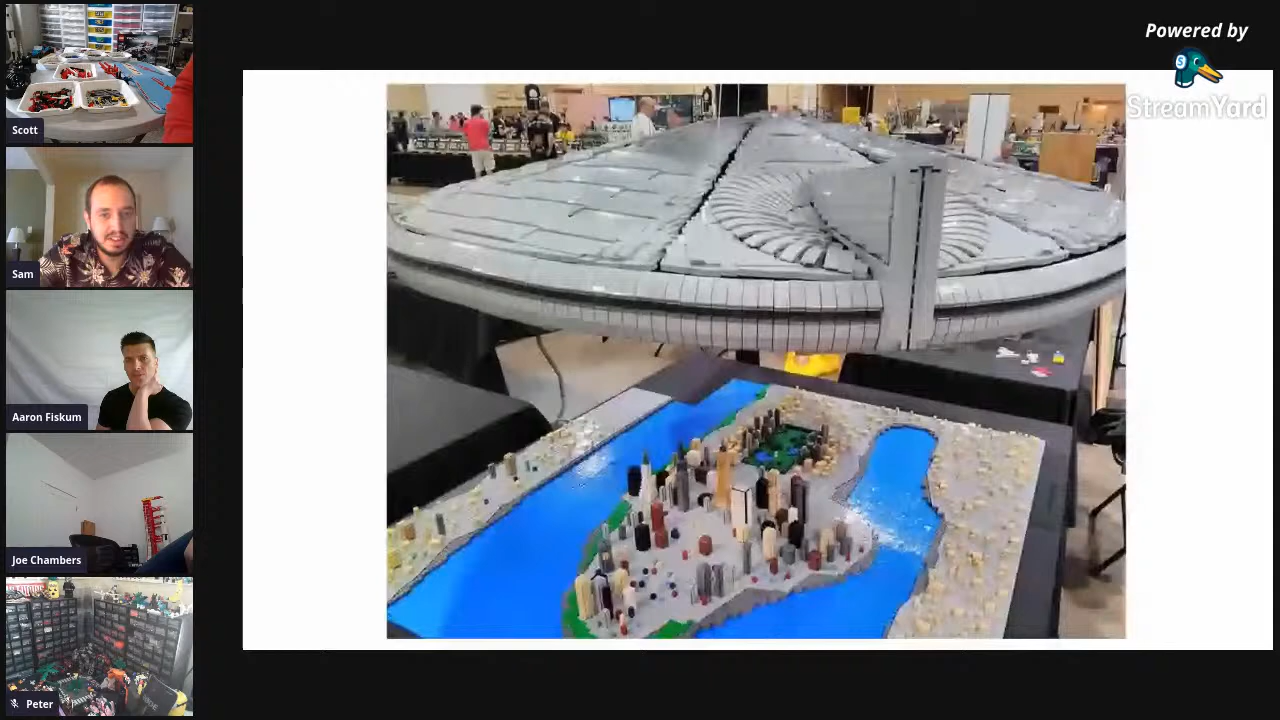 Powered by
StreamYard
Scott
Sam
Aaron Fiskum
Joe Chambers
Peter